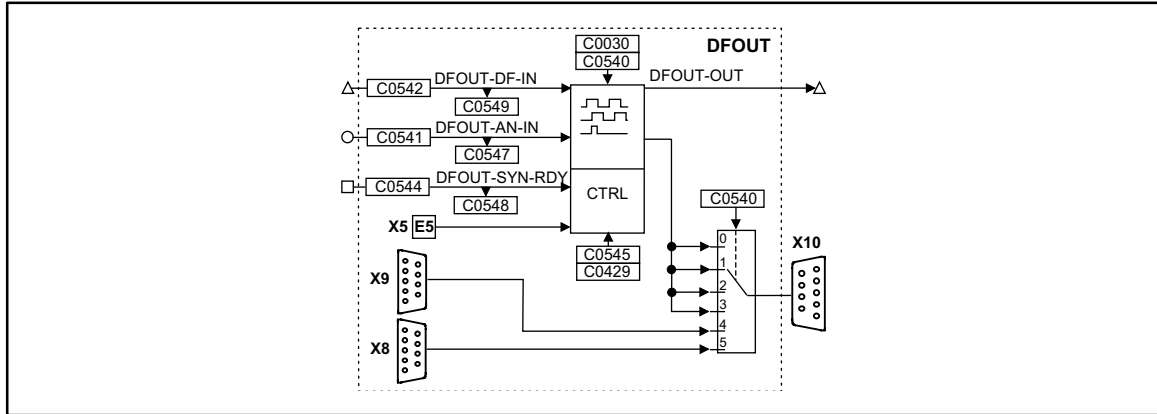 DFOUT
C0030
C0540
DFOUT-OUT
C0542
DFOUT-DF-IN
C0549
C0541
DFOUT-AN-IN
C0547
C0544
DFOUT-SYN-RDY
C0548
CTRL
X5 E5
C0545
C0429
C0540
X9
X8
0
1
2
3
4
5
X10